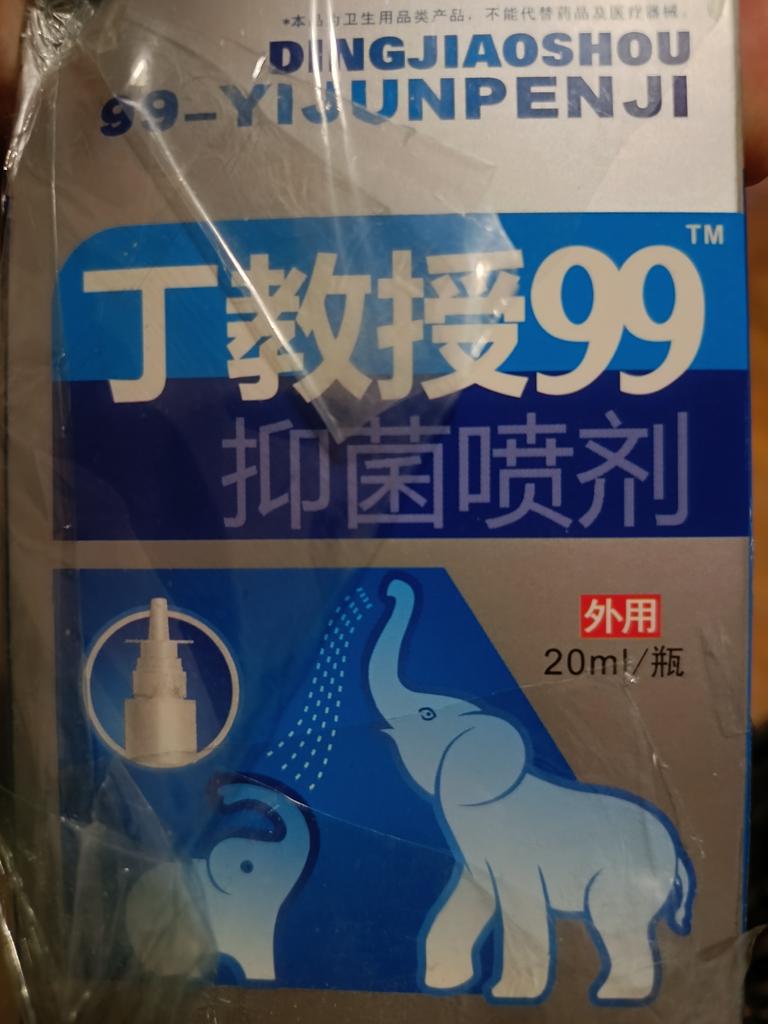 *本品为卫生用品类产品，不能代替药品及医疗器械。
DINGJIAOSHOU
99-YIJUNPENJI
丁教授99™
抑菌喷剂
外用
20ml/瓶